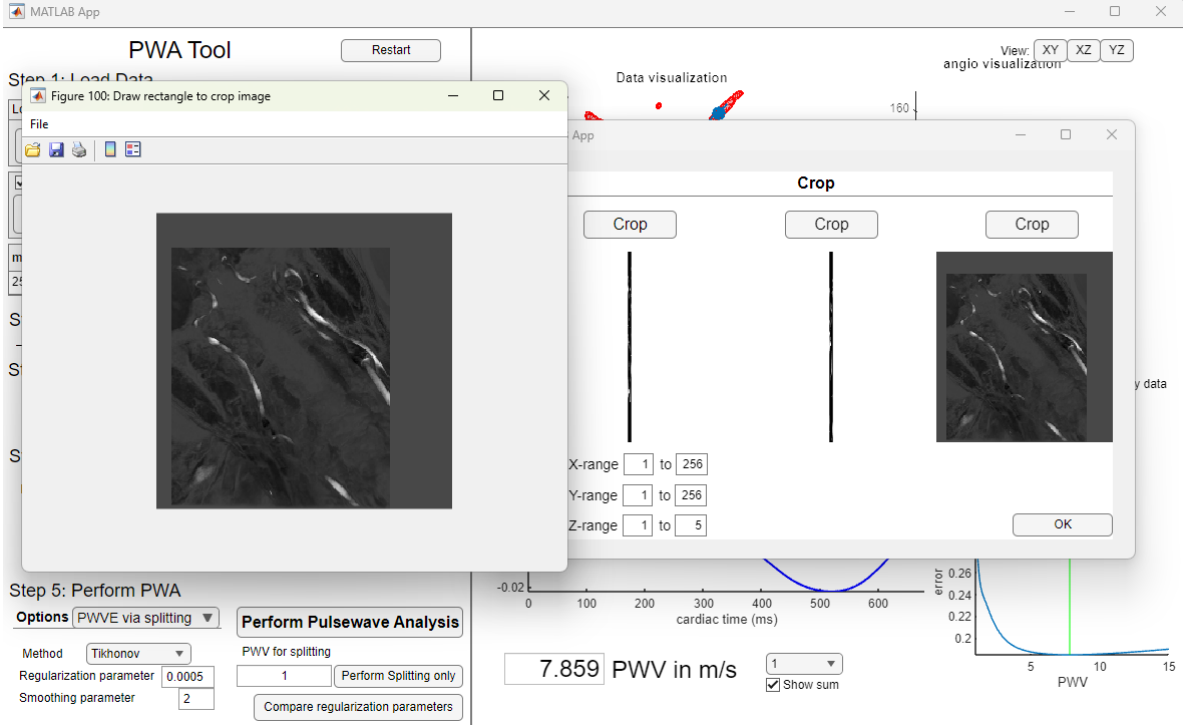 MATLAB App
PWA Tool
Restart
Step 1: Load Data
View:
XY
XZ
YZ
angio visualization
Data visualization
160
Figure 100: Draw rectangle to crop image
File
App
Crop
Crop
Crop
Crop
X-range 1 to 256
Y-range 1 to 256
Z-range 1 to 5
OK
y data
Step 5: Perform PWA
Options PWVE via splitting
Perform Pulsewave Analysis
Method Tikhonov
PWV for splitting
Regularization parameter 0.0005
1
Perform Splitting only
Smoothing parameter 2
Compare regularization parameters
-0.02
0 100 200 300 400 500 600
cardiac time (ms)
7.859 PWV in m/s
1
Show sum
error
0.26
0.24
0.22
0.2
5 10 15
PWV